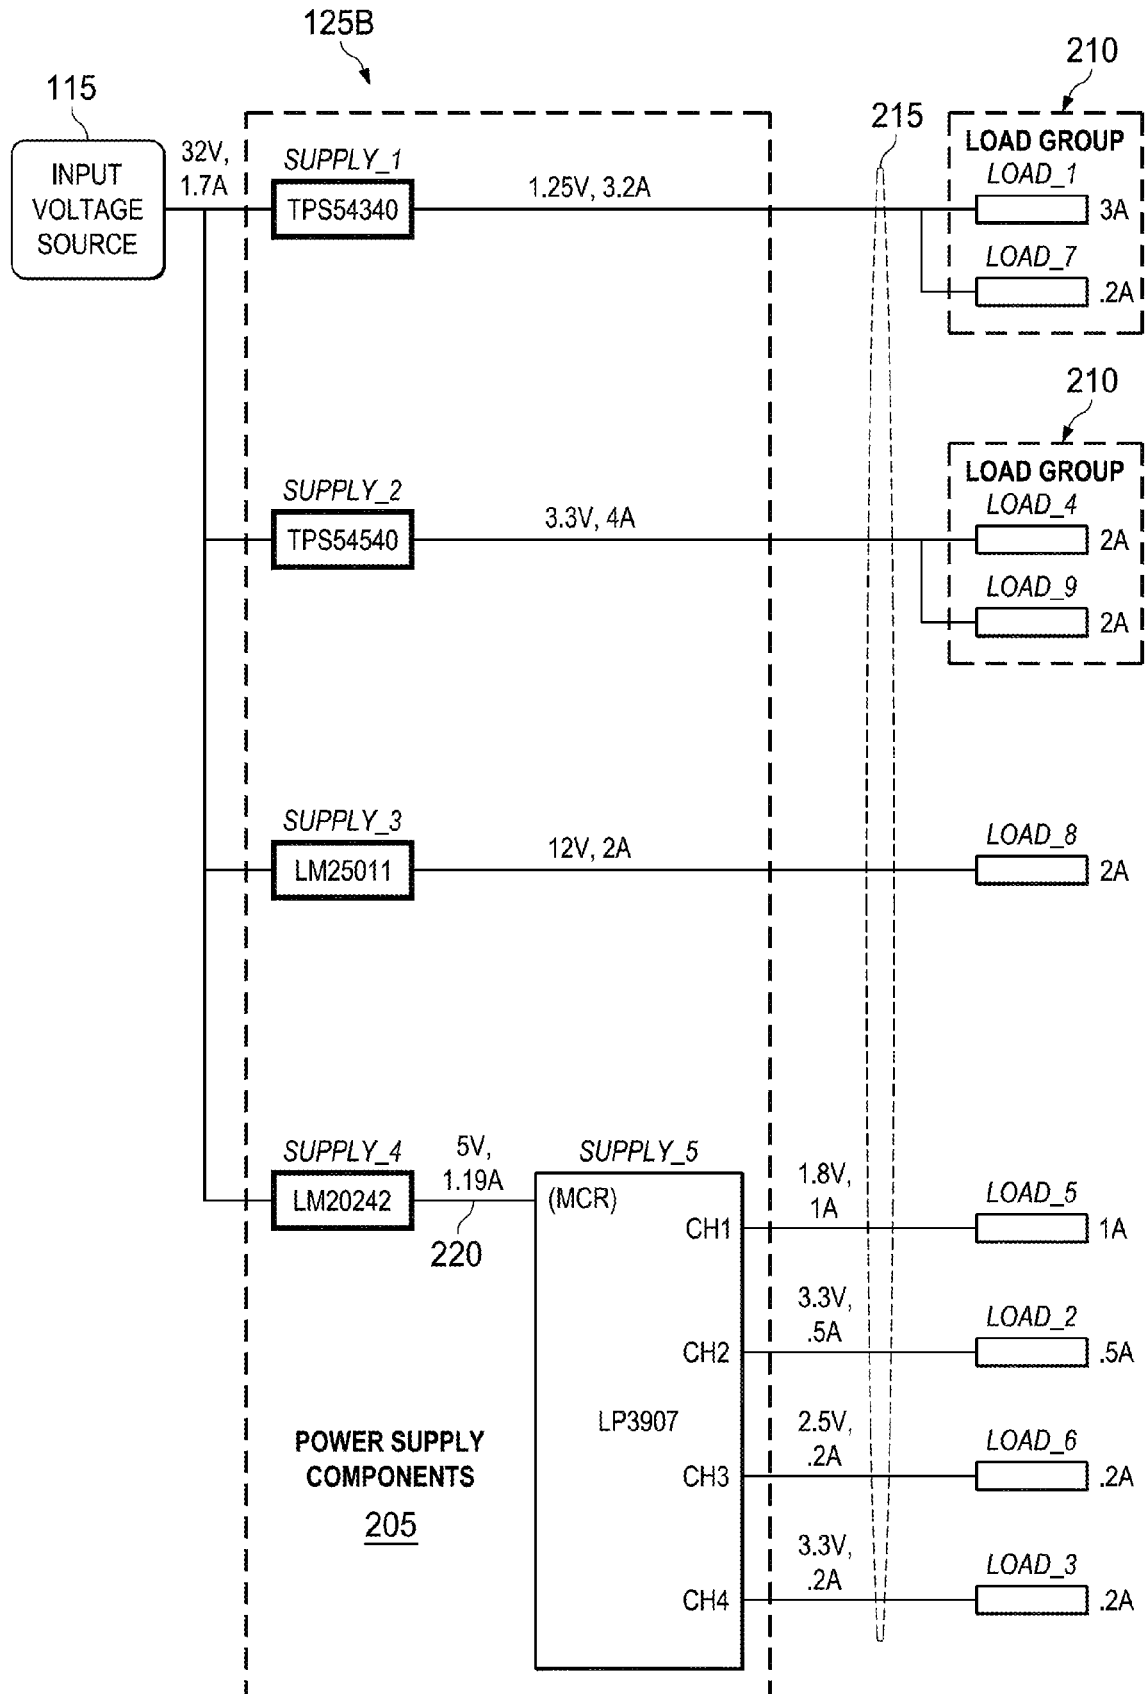 125B
210
115
215
LOAD GROUP
INPUT
VOLTAGE
SOURCE
32V,
1.7A
SUPPLY_1
TPS54340
1.25V, 3.2A
LOAD_1
3A
LOAD_7
.2A
210
LOAD GROUP
SUPPLY_2
TPS54540
3.3V, 4A
LOAD_4
2A
LOAD_9
2A
SUPPLY_3
LM25011
12V, 2A
LOAD_8
2A
SUPPLY_4
LM20242
5V,
1.19A
220
SUPPLY_5
(MCR)
LP3907
CH1
1.8V,
1A
LOAD_5
1A
CH2
3.3V,
.5A
LOAD_2
.5A
CH3
2.5V,
.2A
LOAD_6
.2A
CH4
3.3V,
.2A
LOAD_3
.2A
POWER SUPPLY
COMPONENTS
205